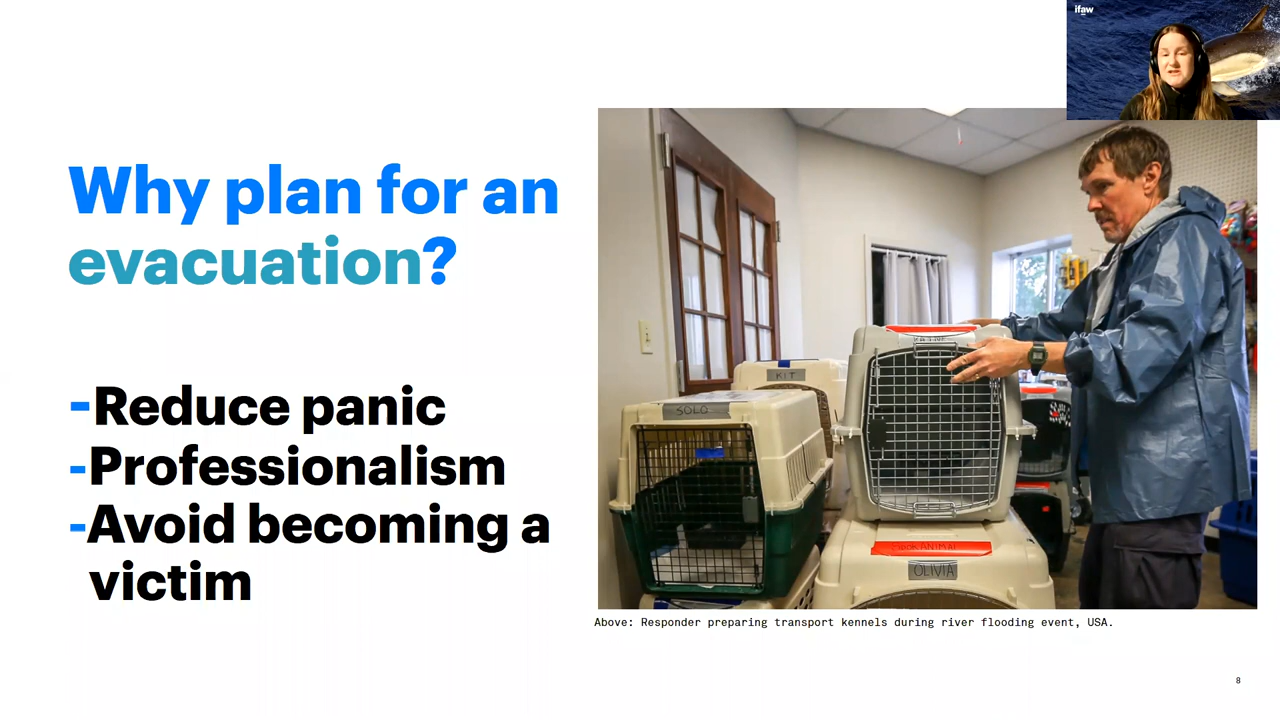 ifaw
Why plan for an
evacuation?
-Reduce panic
-Professionalism
-Avoid becoming a
victim
KIT
SOLO
OLIVIA
Above: Responder preparing transport kennels during river flooding event, USA.
8